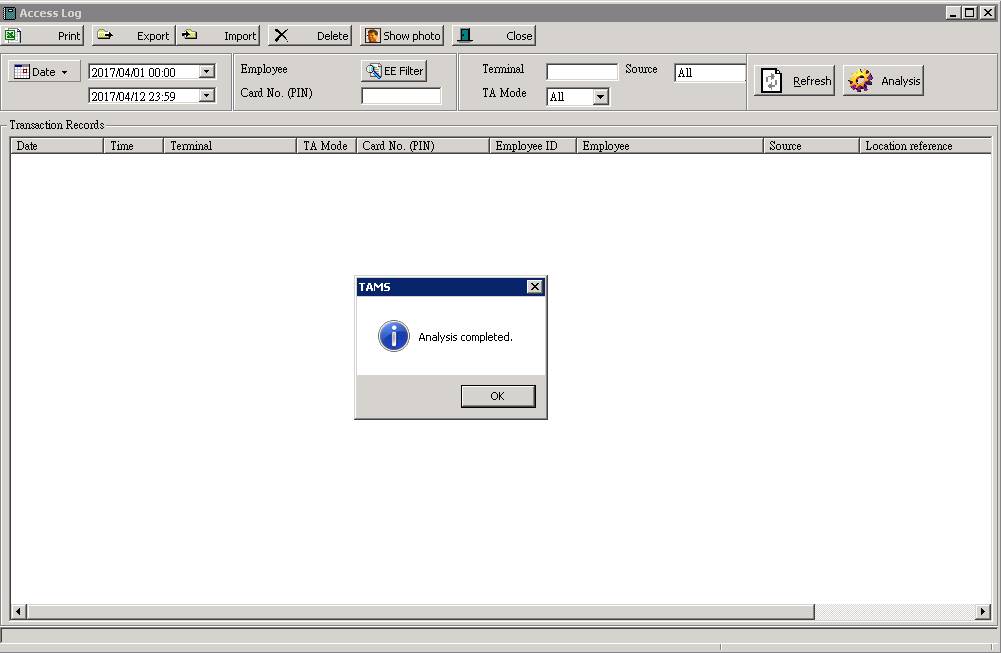 Access Log
Print Export Import Delete Show photo Close
Date 2017/04/01 00:00 Employee EE Filter Terminal Source All Refresh Analysis
2017/04/12 23:59 Card No. (PIN) TA Mode All
Transaction Records
Date Time Terminal TA Mode Card No. (PIN) Employee ID Employee Source Location reference
TAMS
Analysis completed.
OK